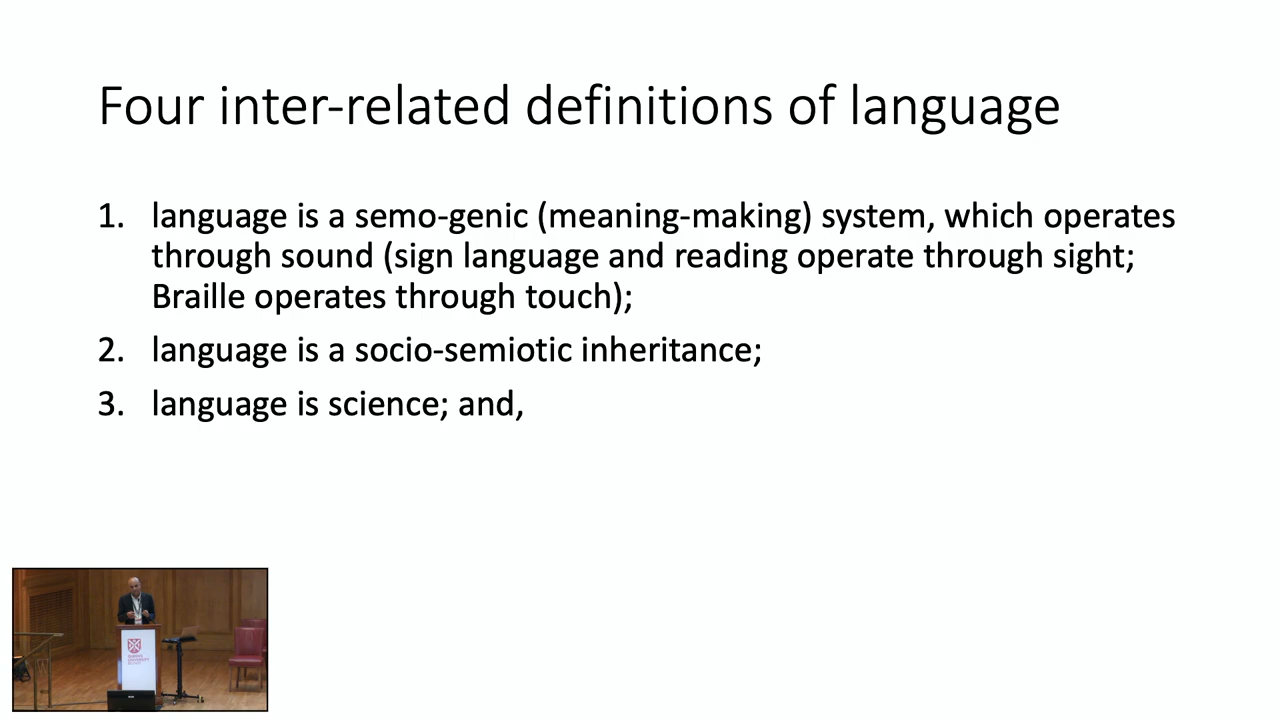 Four inter-related definitions of language
1. language is a semo-genic (meaning-making) system, which operates
through sound (sign language and reading operate through sight;
Braille operates through touch);
2. language is a socio-semiotic inheritance;
3. language is science; and,